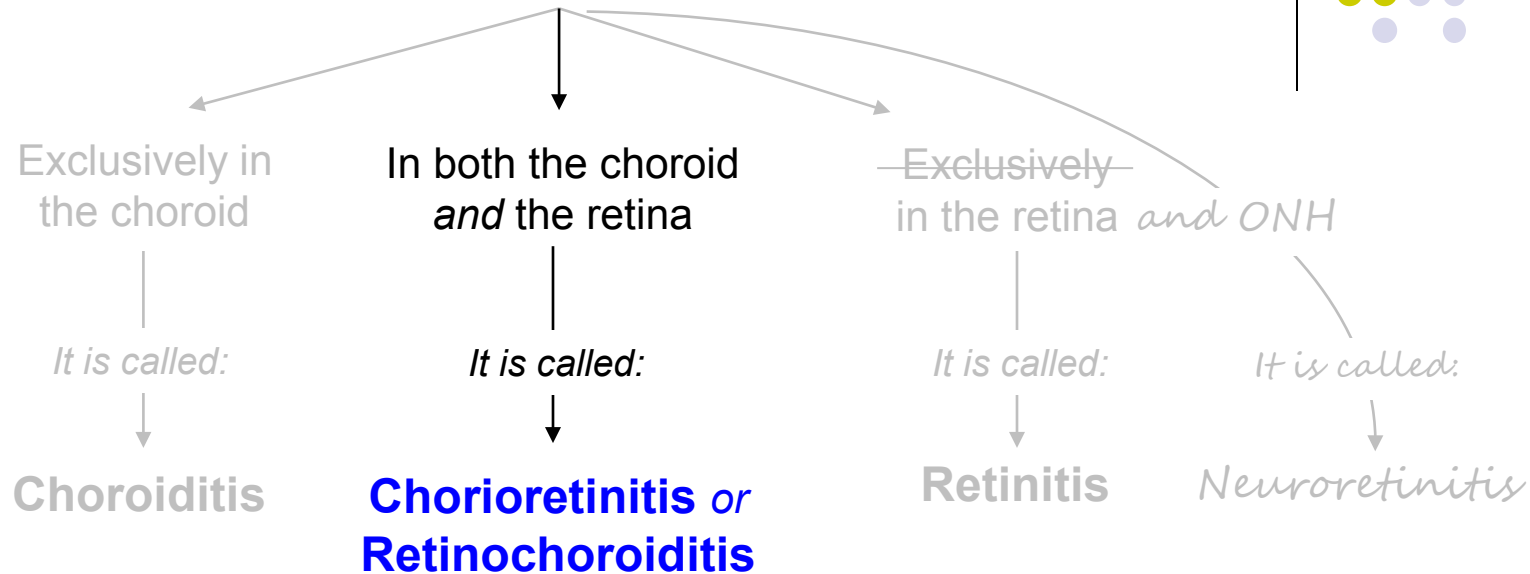 Exclusively in
the choroid
In both the choroid
and the retina
Exclusively
in the retina and ONH
It is called:
It is called:
It is called:
It is called:
Choroiditis
Chorioretinitis or
Retinochoroiditis
Retinitis
Neuroretinitis